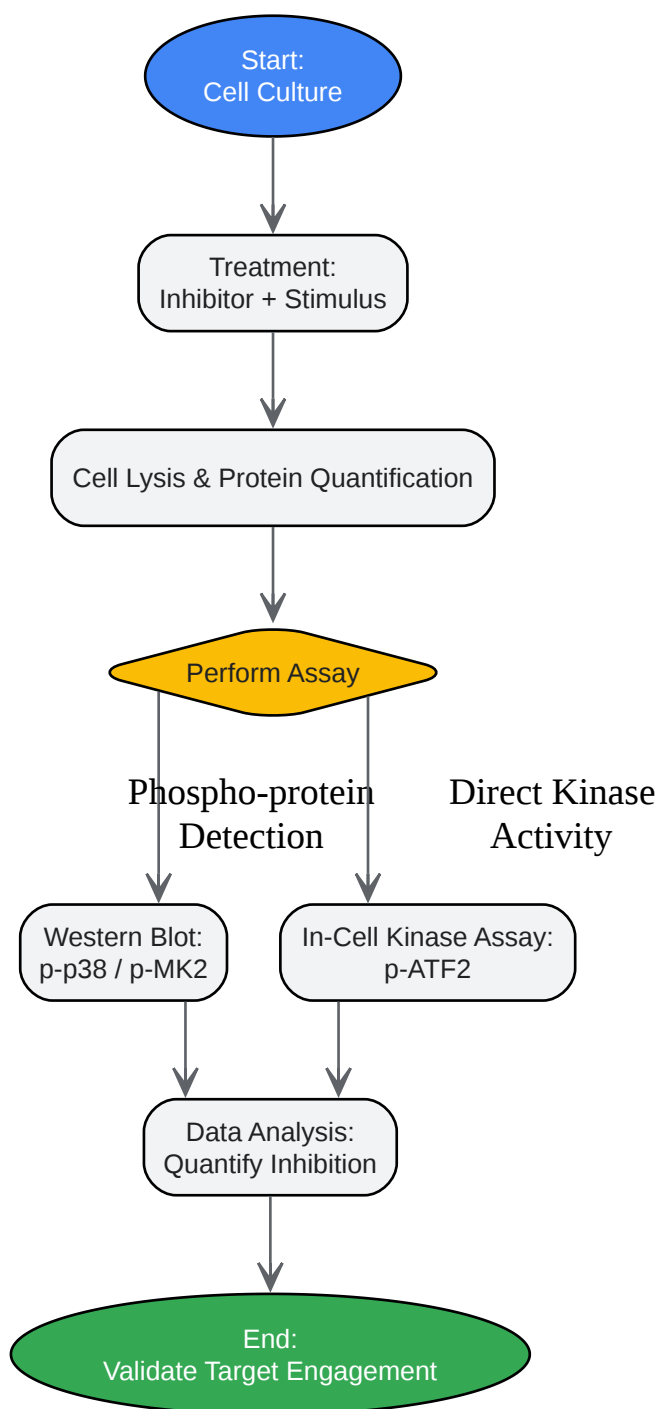 Start:
Cell Culture
Treatment:
Inhibitor + Stimulus
Cell Lysis & Protein Quantification
Perform Assay
Phospho-protein
Detection
Direct Kinase
Activity
Western Blot:
p-p38 / p-MK2
In-Cell Kinase Assay:
p-ATF2
Data Analysis:
Quantify Inhibition
End:
Validate Target Engagement